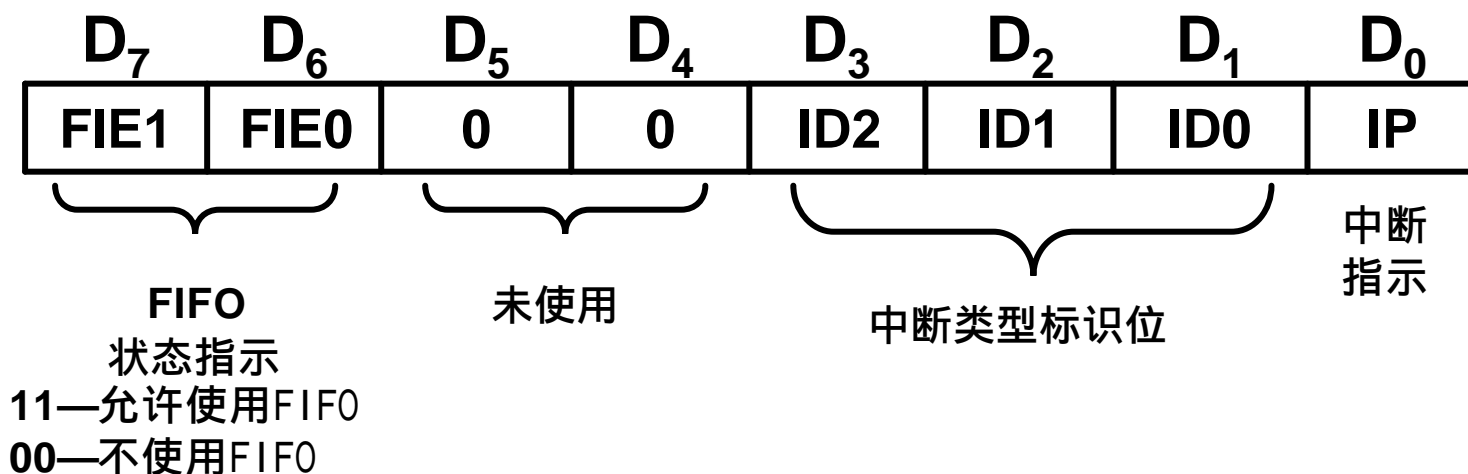 D7 D6 D5 D4 D3 D2 D1 D0
FIE1 FIE0 0 0 ID2 ID1 ID0 IP
FIFO
状态指示
11—允许使用FIFO
00—不使用FIFO
未使用
中断类型标识位
中断
指示